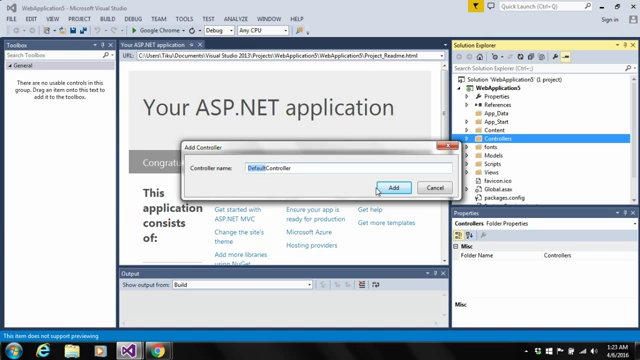 WebApplication5 - Microsoft Visual Studio
Quick Launch (Ctrl+Q)
FILE EDIT VIEW PROJECT BUILD DEBUG TEAM TOOLS TEST ANALYZE WINDOW HELP
Sign in
Google Chrome Debug Any CPU
Toolbox
Search Toolbox
General
There are no usable controls in this
group. Drag an item onto this text to
add it to the toolbox.
Your ASP.NET application
URL: C:\Users\Tiku\Documents\Visual Studio 2013\Projects\WebApplication5\WebApplication5\Project_Readme.html
Your ASP.NET application
Congratu
This
application
consists
of:
Get started with
ASP.NET MVC
Change the site's
theme
Add more libraries
using NuGet
Ensure your app is
ready for production
Microsoft Azure
Hosting providers
Get help
Get more templates
Add Controller
Controller name:
DefaultController
Add
Cancel
Output
Show output from: Build
Solution Explorer
Search Solution Explorer (Ctrl+;)
Solution 'WebApplication5' (1 project)
WebApplication5
Properties
References
App_Data
App_Start
Content
Controllers
fonts
Models
Scripts
Views
favicon.ico
Global.asax
packages.config
Properties
Controllers Folder Properties
Misc
Folder Name Controllers
Misc
This item does not support previewing
1:23 AM
4/6/2016